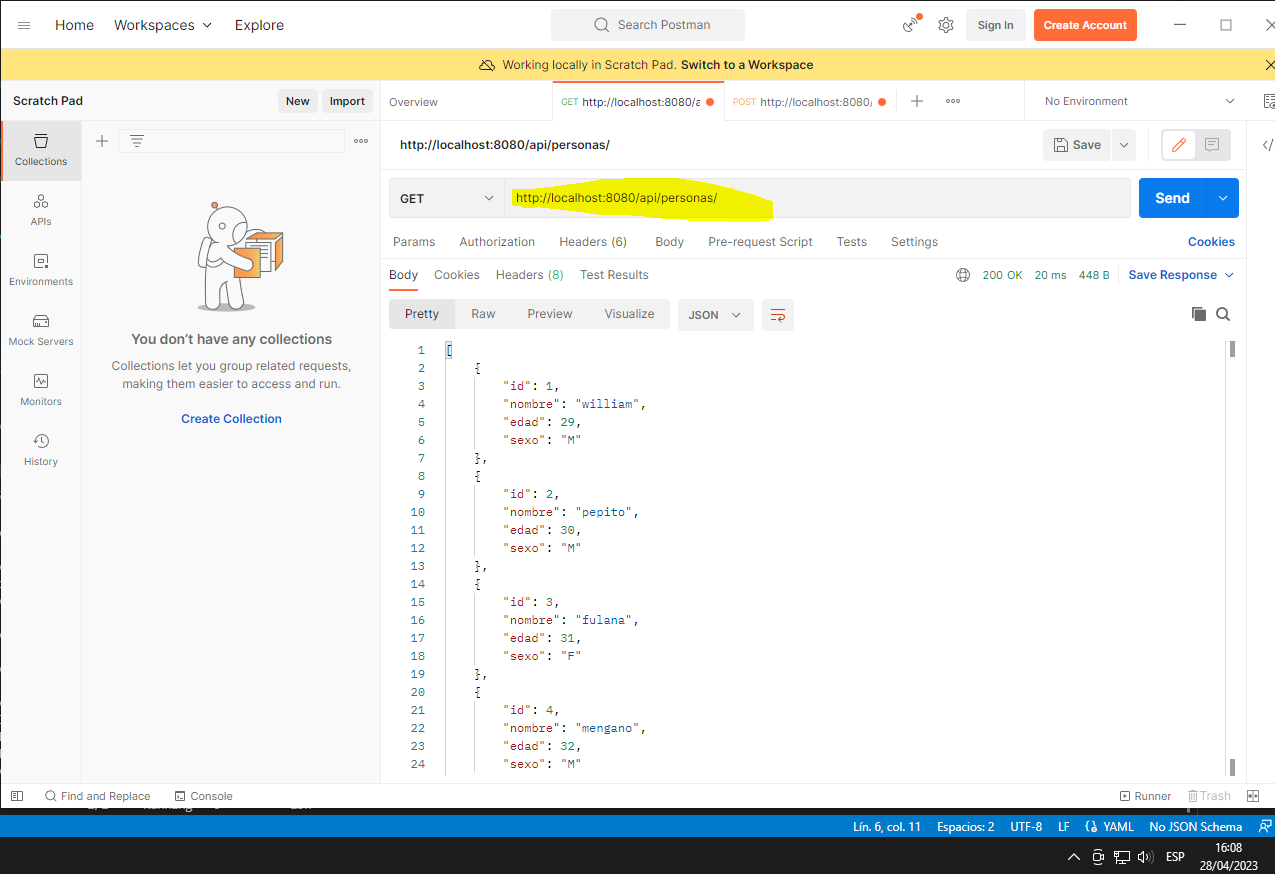 Home Workspaces Explore Search Postman Sign In Create Account
Working locally in Scratch Pad. Switch to a Workspace
Scratch Pad New Import Overview GET http://localhost:8080/a POST http://localhost:8080/ No Environment
Collections
APIs
Environments
Mock Servers
Monitors
History
You don't have any collections
Collections let you group related requests,
making them easier to access and run.
Create Collection
http://localhost:8080/api/personas/ Save
GET http://localhost:8080/api/personas/ Send
Params Authorization Headers (6) Body Pre-request Script Tests Settings Cookies
Body Cookies Headers (8) Test Results 200 OK 20 ms 448 B Save Response
Pretty Raw Preview Visualize JSON
1 [
2 {
3 "id": 1,
4 "nombre": "william",
5 "edad": 29,
6 "sexo": "M"
7 },
8 {
9 "id": 2,
10 "nombre": "pepito",
11 "edad": 30,
12 "sexo": "M"
13 },
14 {
15 "id": 3,
16 "nombre": "fulana",
17 "edad": 31,
18 "sexo": "F"
19 },
20 {
21 "id": 4,
22 "nombre": "mengano",
23 "edad": 32,
24 "sexo": "M"
Find and Replace Console Runner Trash
Lín. 6, col. 11 Espacios: 2 UTF-8 LF YAML No JSON Schema
ESP 16:08
28/04/2023